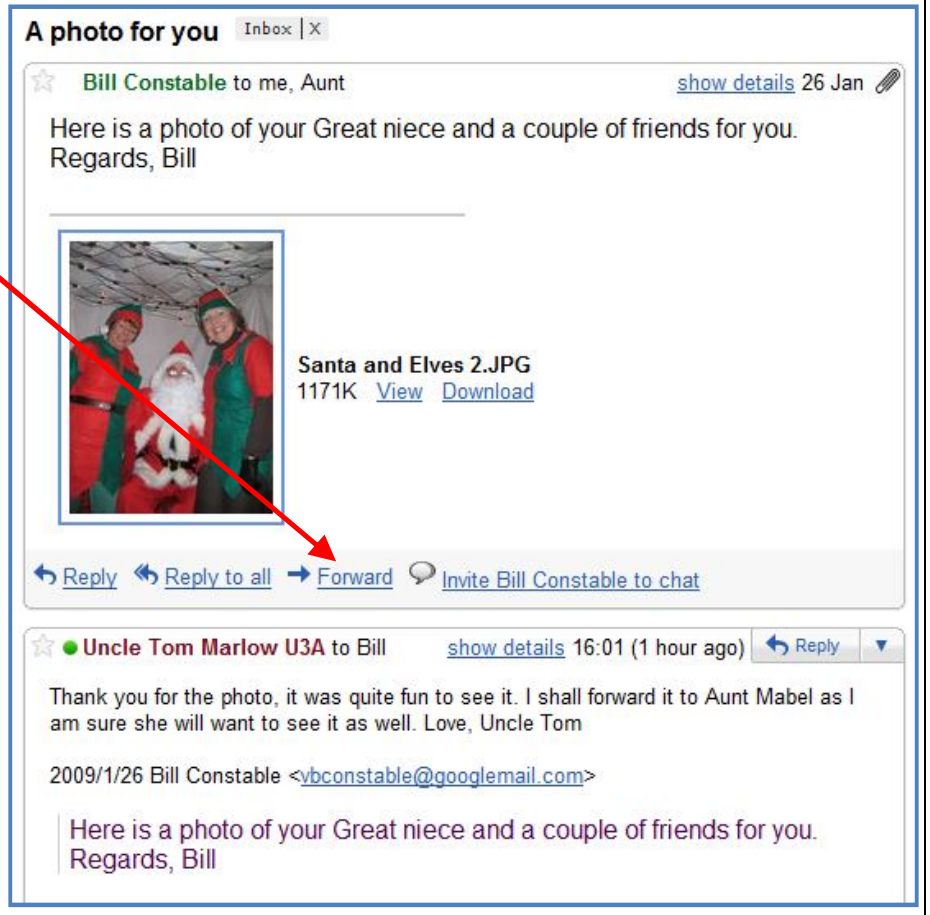 A photo for you Inbox | X
Bill Constable to me, Aunt show details 26 Jan
Here is a photo of your Great niece and a couple of friends for you.
Regards, Bill
Santa and Elves 2.JPG
1171K View Download
Reply Reply to all Forward Invite Bill Constable to chat
Uncle Tom Marlow U3A to Bill show details 16:01 (1 hour ago) Reply
Thank you for the photo, it was quite fun to see it. I shall forward it to Aunt Mabel as I
am sure she will want to see it as well. Love, Uncle Tom
2009/1/26 Bill Constable <vbconstable@googlemail.com>
Here is a photo of your Great niece and a couple of friends for you.
Regards, Bill